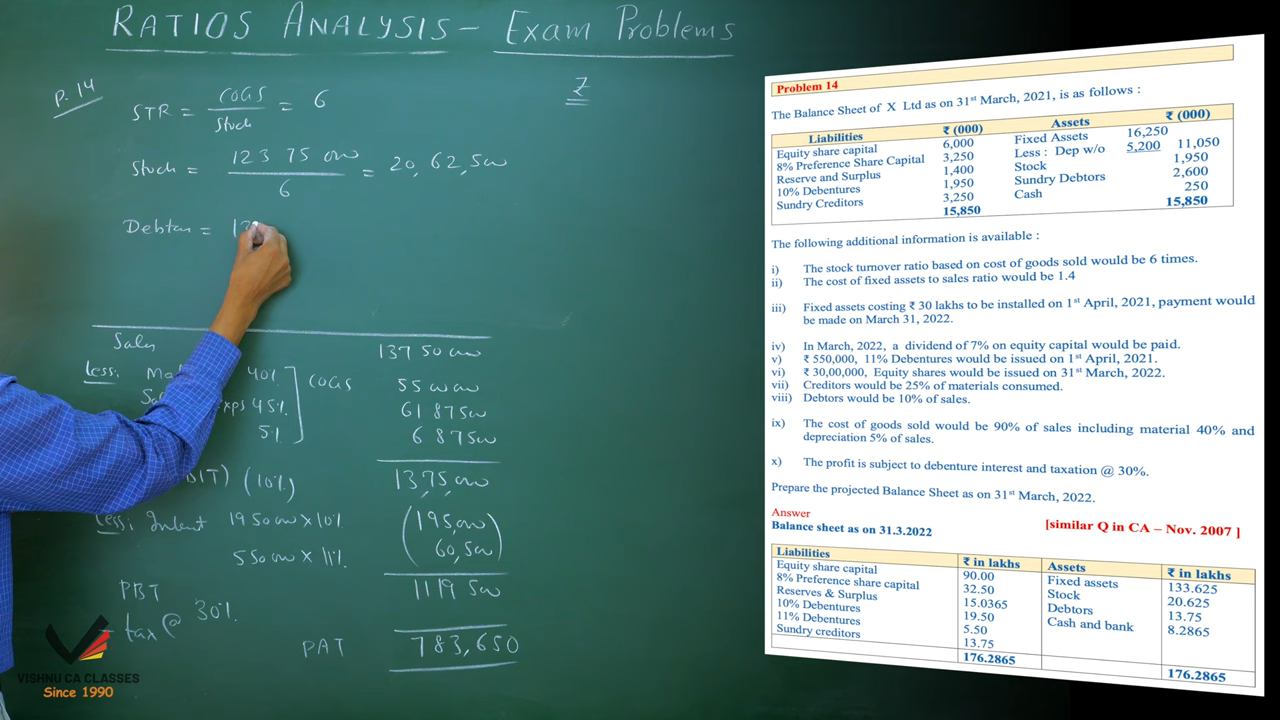 RATIOS ANALYSIS – Exam Problems
P. 14
STR = COGS / Stock = 6
₹
Stock = 123 75 000 / 6 = 20,62,500
Debtors =
Sales 137 50 000
Less: 40% COGS 55 00 000
exps 45% 61 87 500
5% 6 87 500
(10%) 13,75,000
Less: Interest 19 50 000 x 10% (195,000
5 50 000 x 11% 60,500)
PBT 1119 500
– tax @ 30%
PAT 783,650
VISHNU CA CLASSES
Since 1990
Problem 14
The Balance Sheet of X Ltd as on 31st March, 2021, is as follows :
Liabilities ₹ (000) Assets ₹ (000)
Equity share capital 6,000 Fixed Assets 16,250
8% Preference Share Capital 3,250 Less : Dep w/o 5,200 11,050
Reserve and Surplus 1,400 Stock 1,950
10% Debentures 1,950 Sundry Debtors 2,600
Sundry Creditors 3,250 Cash 250
15,850 15,850
The following additional information is available :
i) The stock turnover ratio based on cost of goods sold would be 6 times.
ii) The cost of fixed assets to sales ratio would be 1.4
iii) Fixed assets costing ₹ 30 lakhs to be installed on 1st April, 2021, payment would
be made on March 31, 2022.
iv) In March, 2022, a dividend of 7% on equity capital would be paid.
v) ₹ 550,000, 11% Debentures would be issued on 1st April, 2021.
vi) ₹ 30,00,000, Equity shares would be issued on 31st March, 2022.
vii) Creditors would be 25% of materials consumed.
viii) Debtors would be 10% of sales.
ix) The cost of goods sold would be 90% of sales including material 40% and
depreciation 5% of sales.
x) The profit is subject to debenture interest and taxation @ 30%.
Prepare the projected Balance Sheet as on 31st March, 2022.
Answer
Balance sheet as on 31.3.2022 [similar Q in CA – Nov. 2007 ]
Liabilities ₹ in lakhs Assets ₹ in lakhs
Equity share capital 90.00 Fixed assets 133.625
8% Preference share capital 32.50 Stock 20.625
Reserves & Surplus 15.0365 Debtors 13.75
10% Debentures 19.50 Cash and bank 8.2865
11% Debentures 5.50
Sundry creditors 13.75
176.2865 176.2865